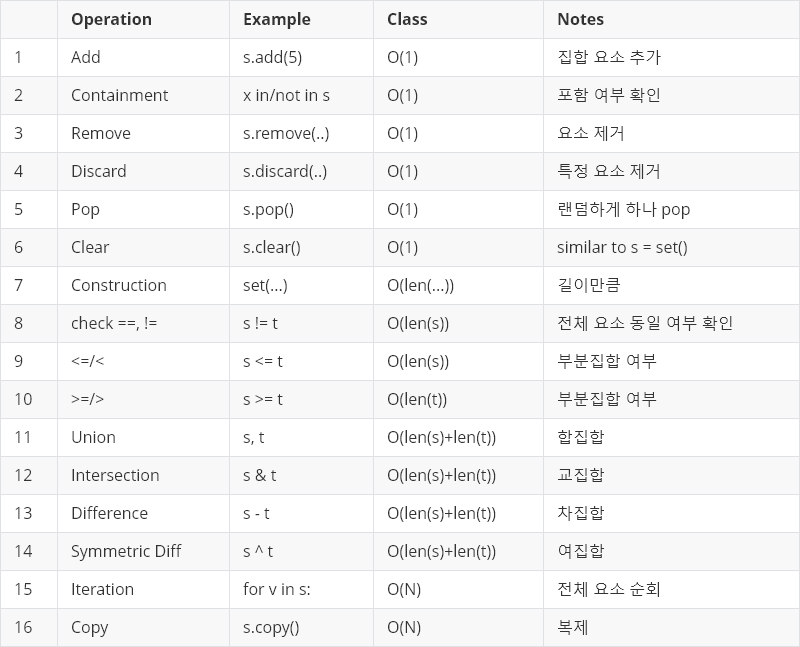 Operation Example Class Notes
1 Add s.add(5) O(1) 집합 요소 추가
2 Containment x in/not in s O(1) 포함 여부 확인
3 Remove s.remove(..) O(1) 요소 제거
4 Discard s.discard(..) O(1) 특정 요소 제거
5 Pop s.pop() O(1) 랜덤하게 하나 pop
6 Clear s.clear() O(1) similar to s = set()
7 Construction set(...) O(len(...)) 길이만큼
8 check ==, != s != t O(len(s)) 전체 요소 동일 여부 확인
9 <=/< s <= t O(len(s)) 부분집합 여부
10 >=/> s >= t O(len(t)) 부분집합 여부
11 Union s, t O(len(s)+len(t)) 합집합
12 Intersection s & t O(len(s)+len(t)) 교집합
13 Difference s - t O(len(s)+len(t)) 차집합
14 Symmetric Diff s ^ t O(len(s)+len(t)) 여집합
15 Iteration for v in s: O(N) 전체 요소 순회
16 Copy s.copy() O(N) 복제